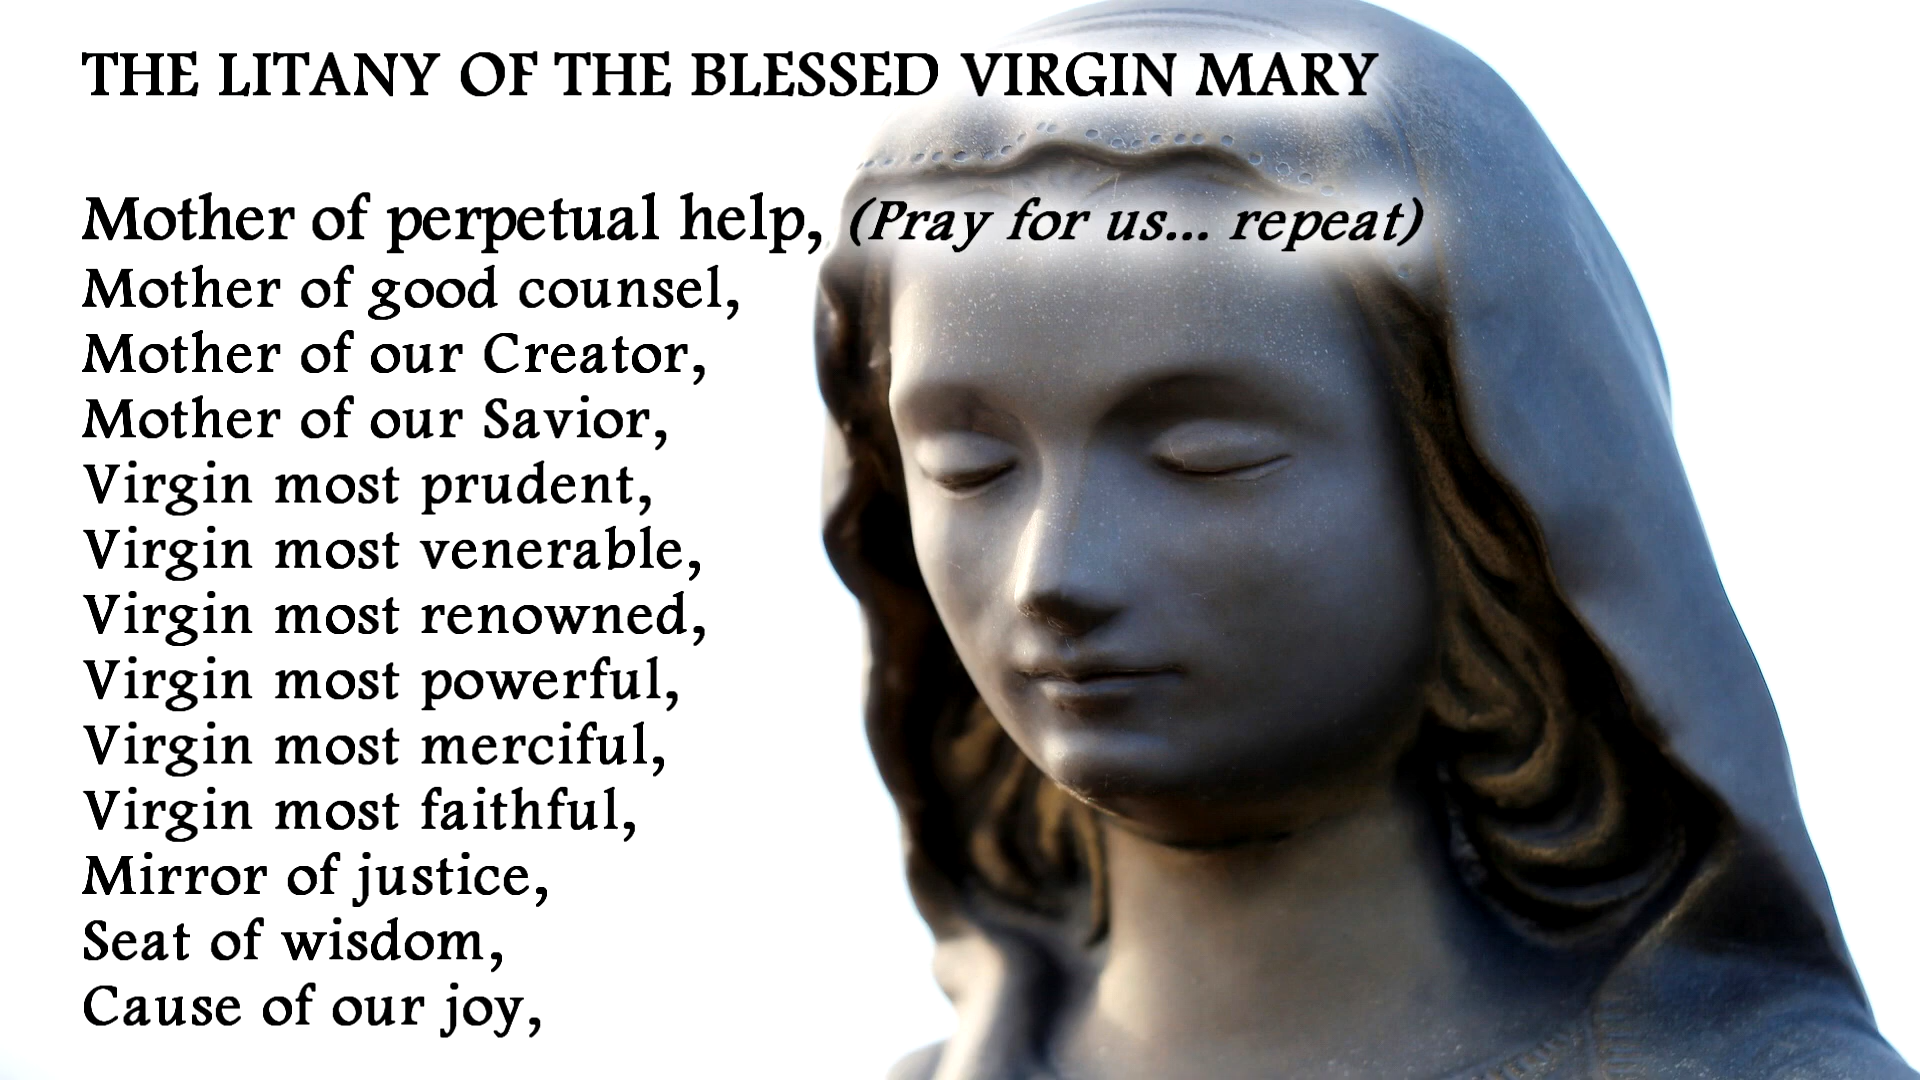 THE LITANY OF THE BLESSED VIRGIN MARY
Mother of perpetual help, (Pray for us... repeat)
Mother of good counsel,
Mother of our Creator,
Mother of our Savior,
Virgin most prudent,
Virgin most venerable,
Virgin most renowned,
Virgin most powerful,
Virgin most merciful,
Virgin most faithful,
Mirror of justice,
Seat of wisdom,
Cause of our joy,